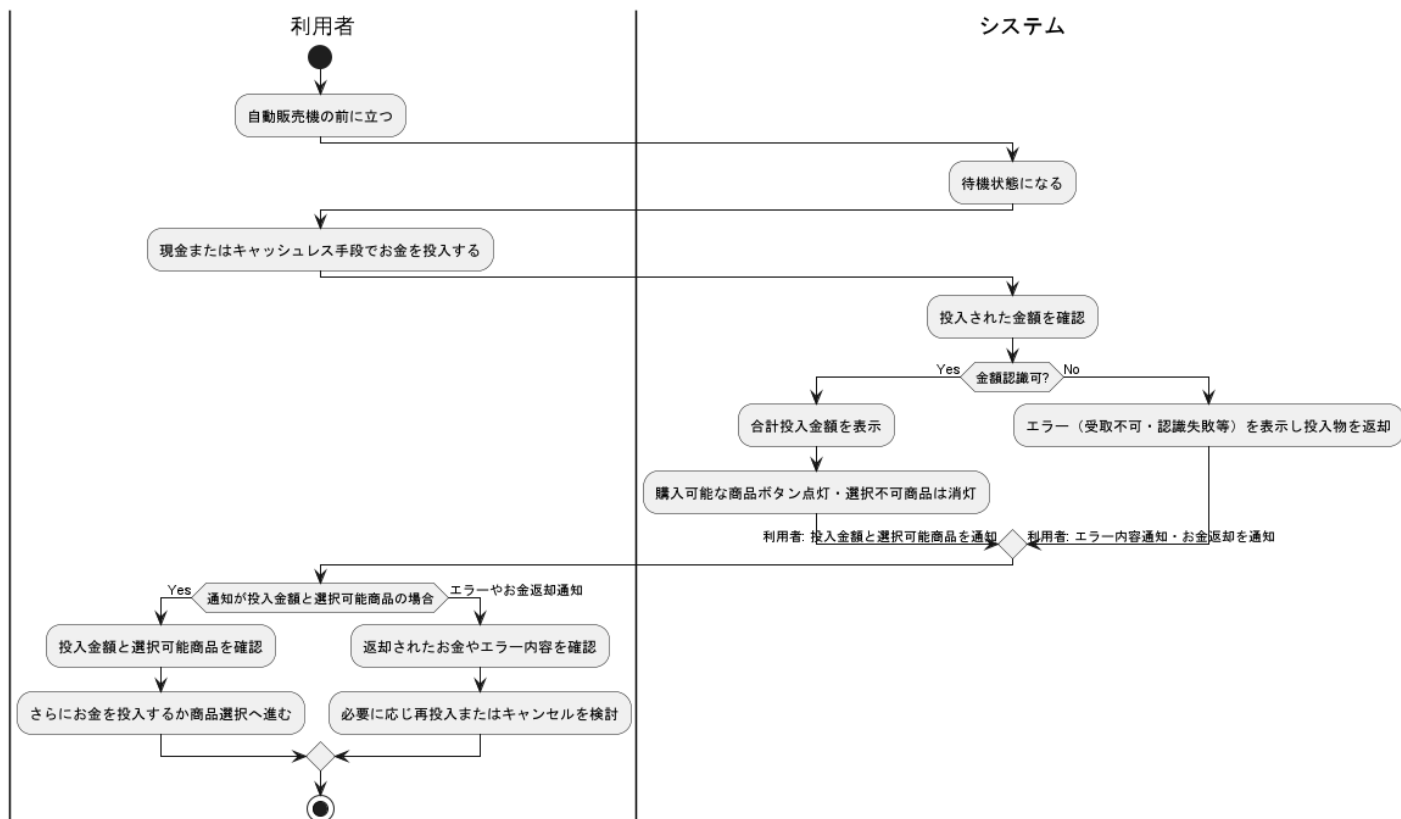 利用者
システム
自動販売機の前に立つ
待機状態になる
現金またはキャッシュレス手段でお金を投入する
投入された金額を確認
金額認識可?
Yes
No
合計投入金額を表示
エラー（受取不可・認識失敗等）を表示し投入物を返却
購入可能な商品ボタン点灯・選択不可商品は消灯
利用者: 投入金額と選択可能商品を通知
利用者: エラー内容通知・お金返却を通知
通知が投入金額と選択可能商品の場合
Yes
エラーやお金返却通知
投入金額と選択可能商品を確認
返却されたお金やエラー内容を確認
さらにお金を投入するか商品選択へ進む
必要に応じ再投入またはキャンセルを検討